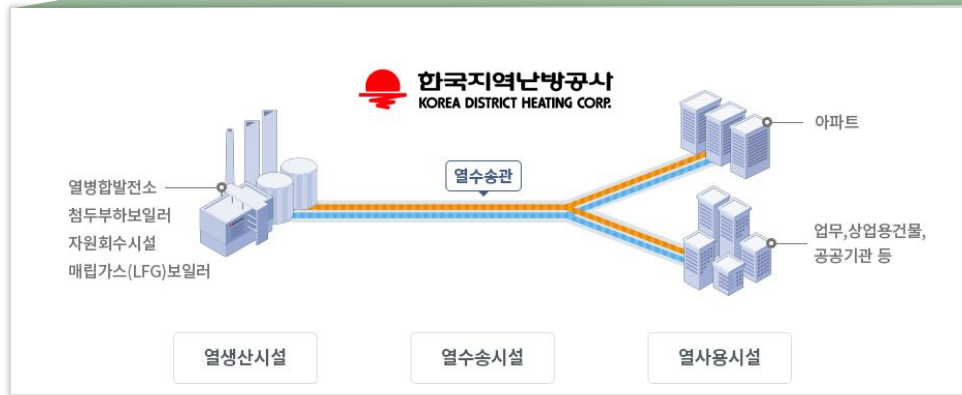 한국지역난방공사
KOREA DISTRICT HEATING CORP.
아파트
열수송관
열병합발전소
첨두부하보일러
자원회수시설
매립가스(LFG)보일러
업무,상업용건물,
공공기관 등
열생산시설
열수송시설
열사용시설